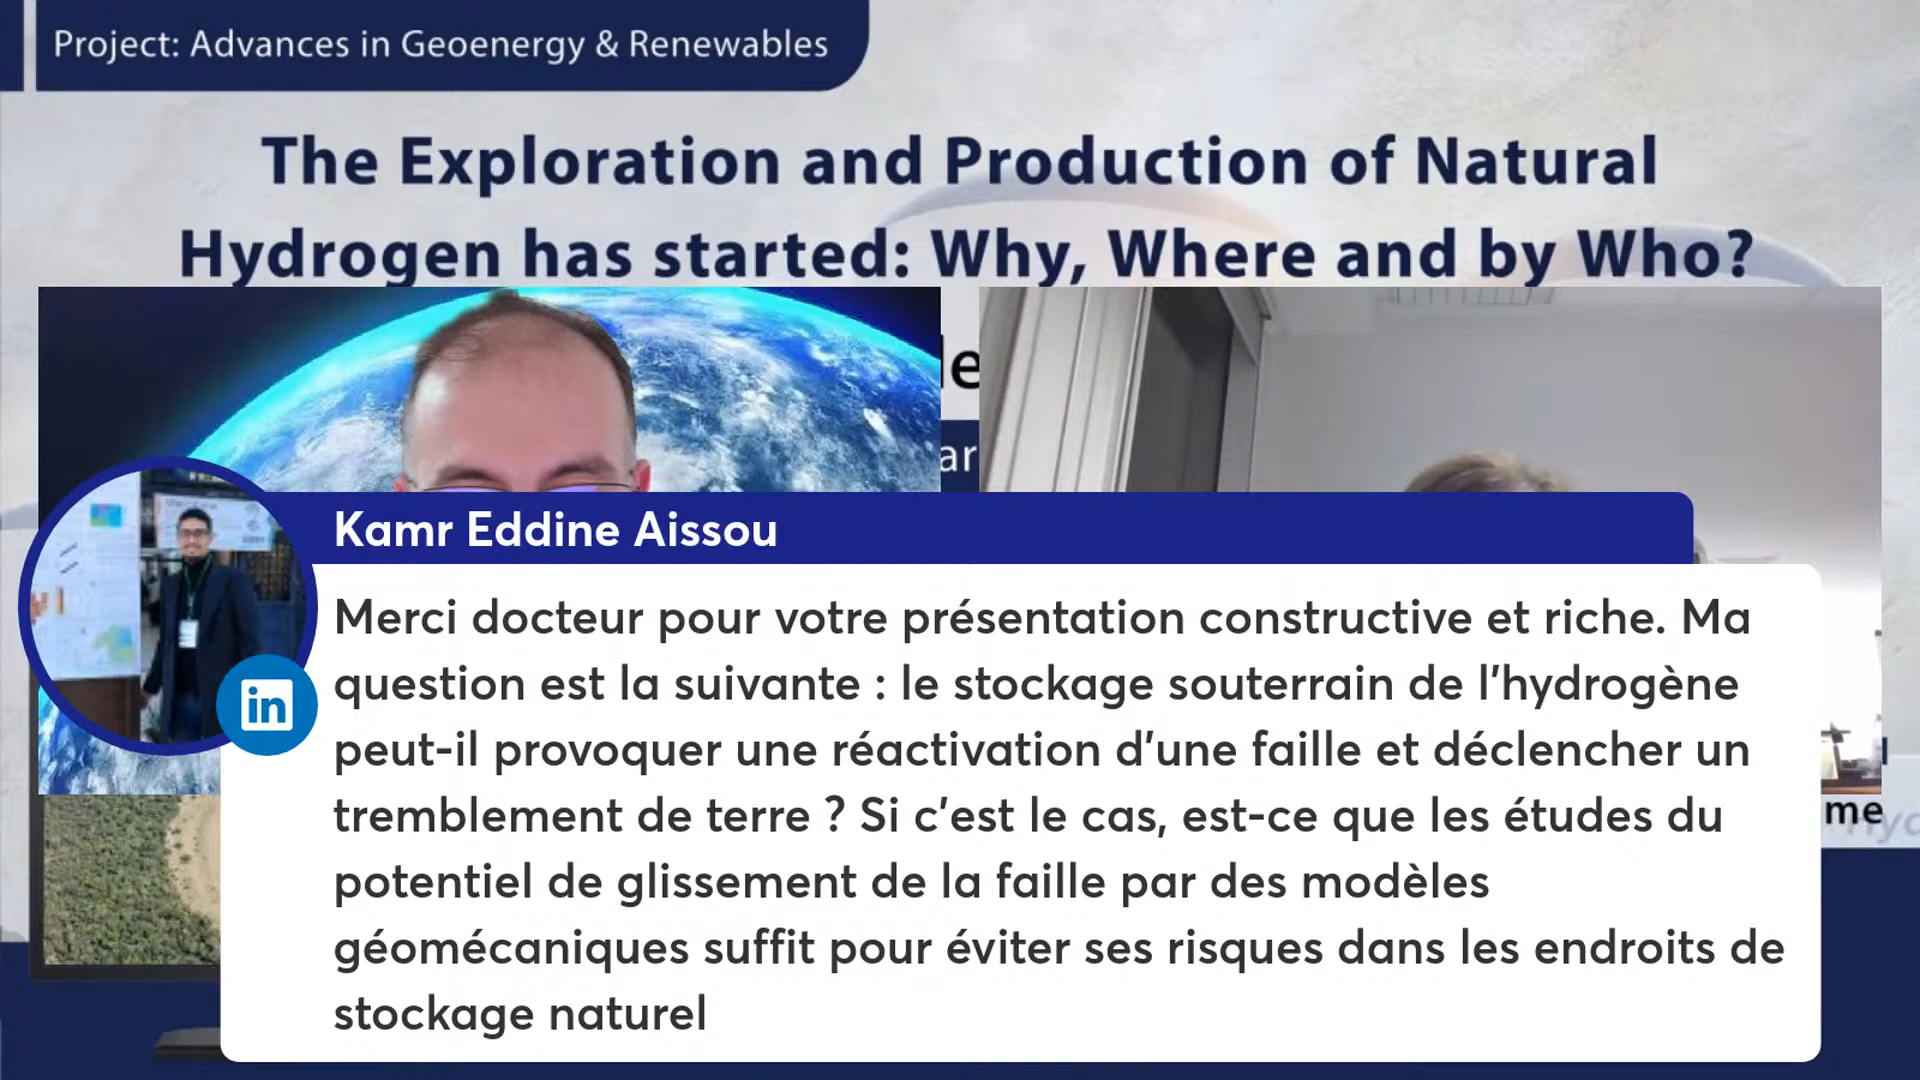 Project: Advances in Geoenergy & Renewables
The Exploration and Production of Natural
Hydrogen has started: Why, Where and by Who?
Kamr Eddine Aissou
Merci docteur pour votre présentation constructive et riche. Ma
question est la suivante : le stockage souterrain de l'hydrogène
peut-il provoquer une réactivation d'une faille et déclencher un
tremblement de terre ? Si c'est le cas, est-ce que les études du
potentiel de glissement de la faille par des modèles
géomécaniques suffit pour éviter ses risques dans les endroits de
stockage naturel
in
me